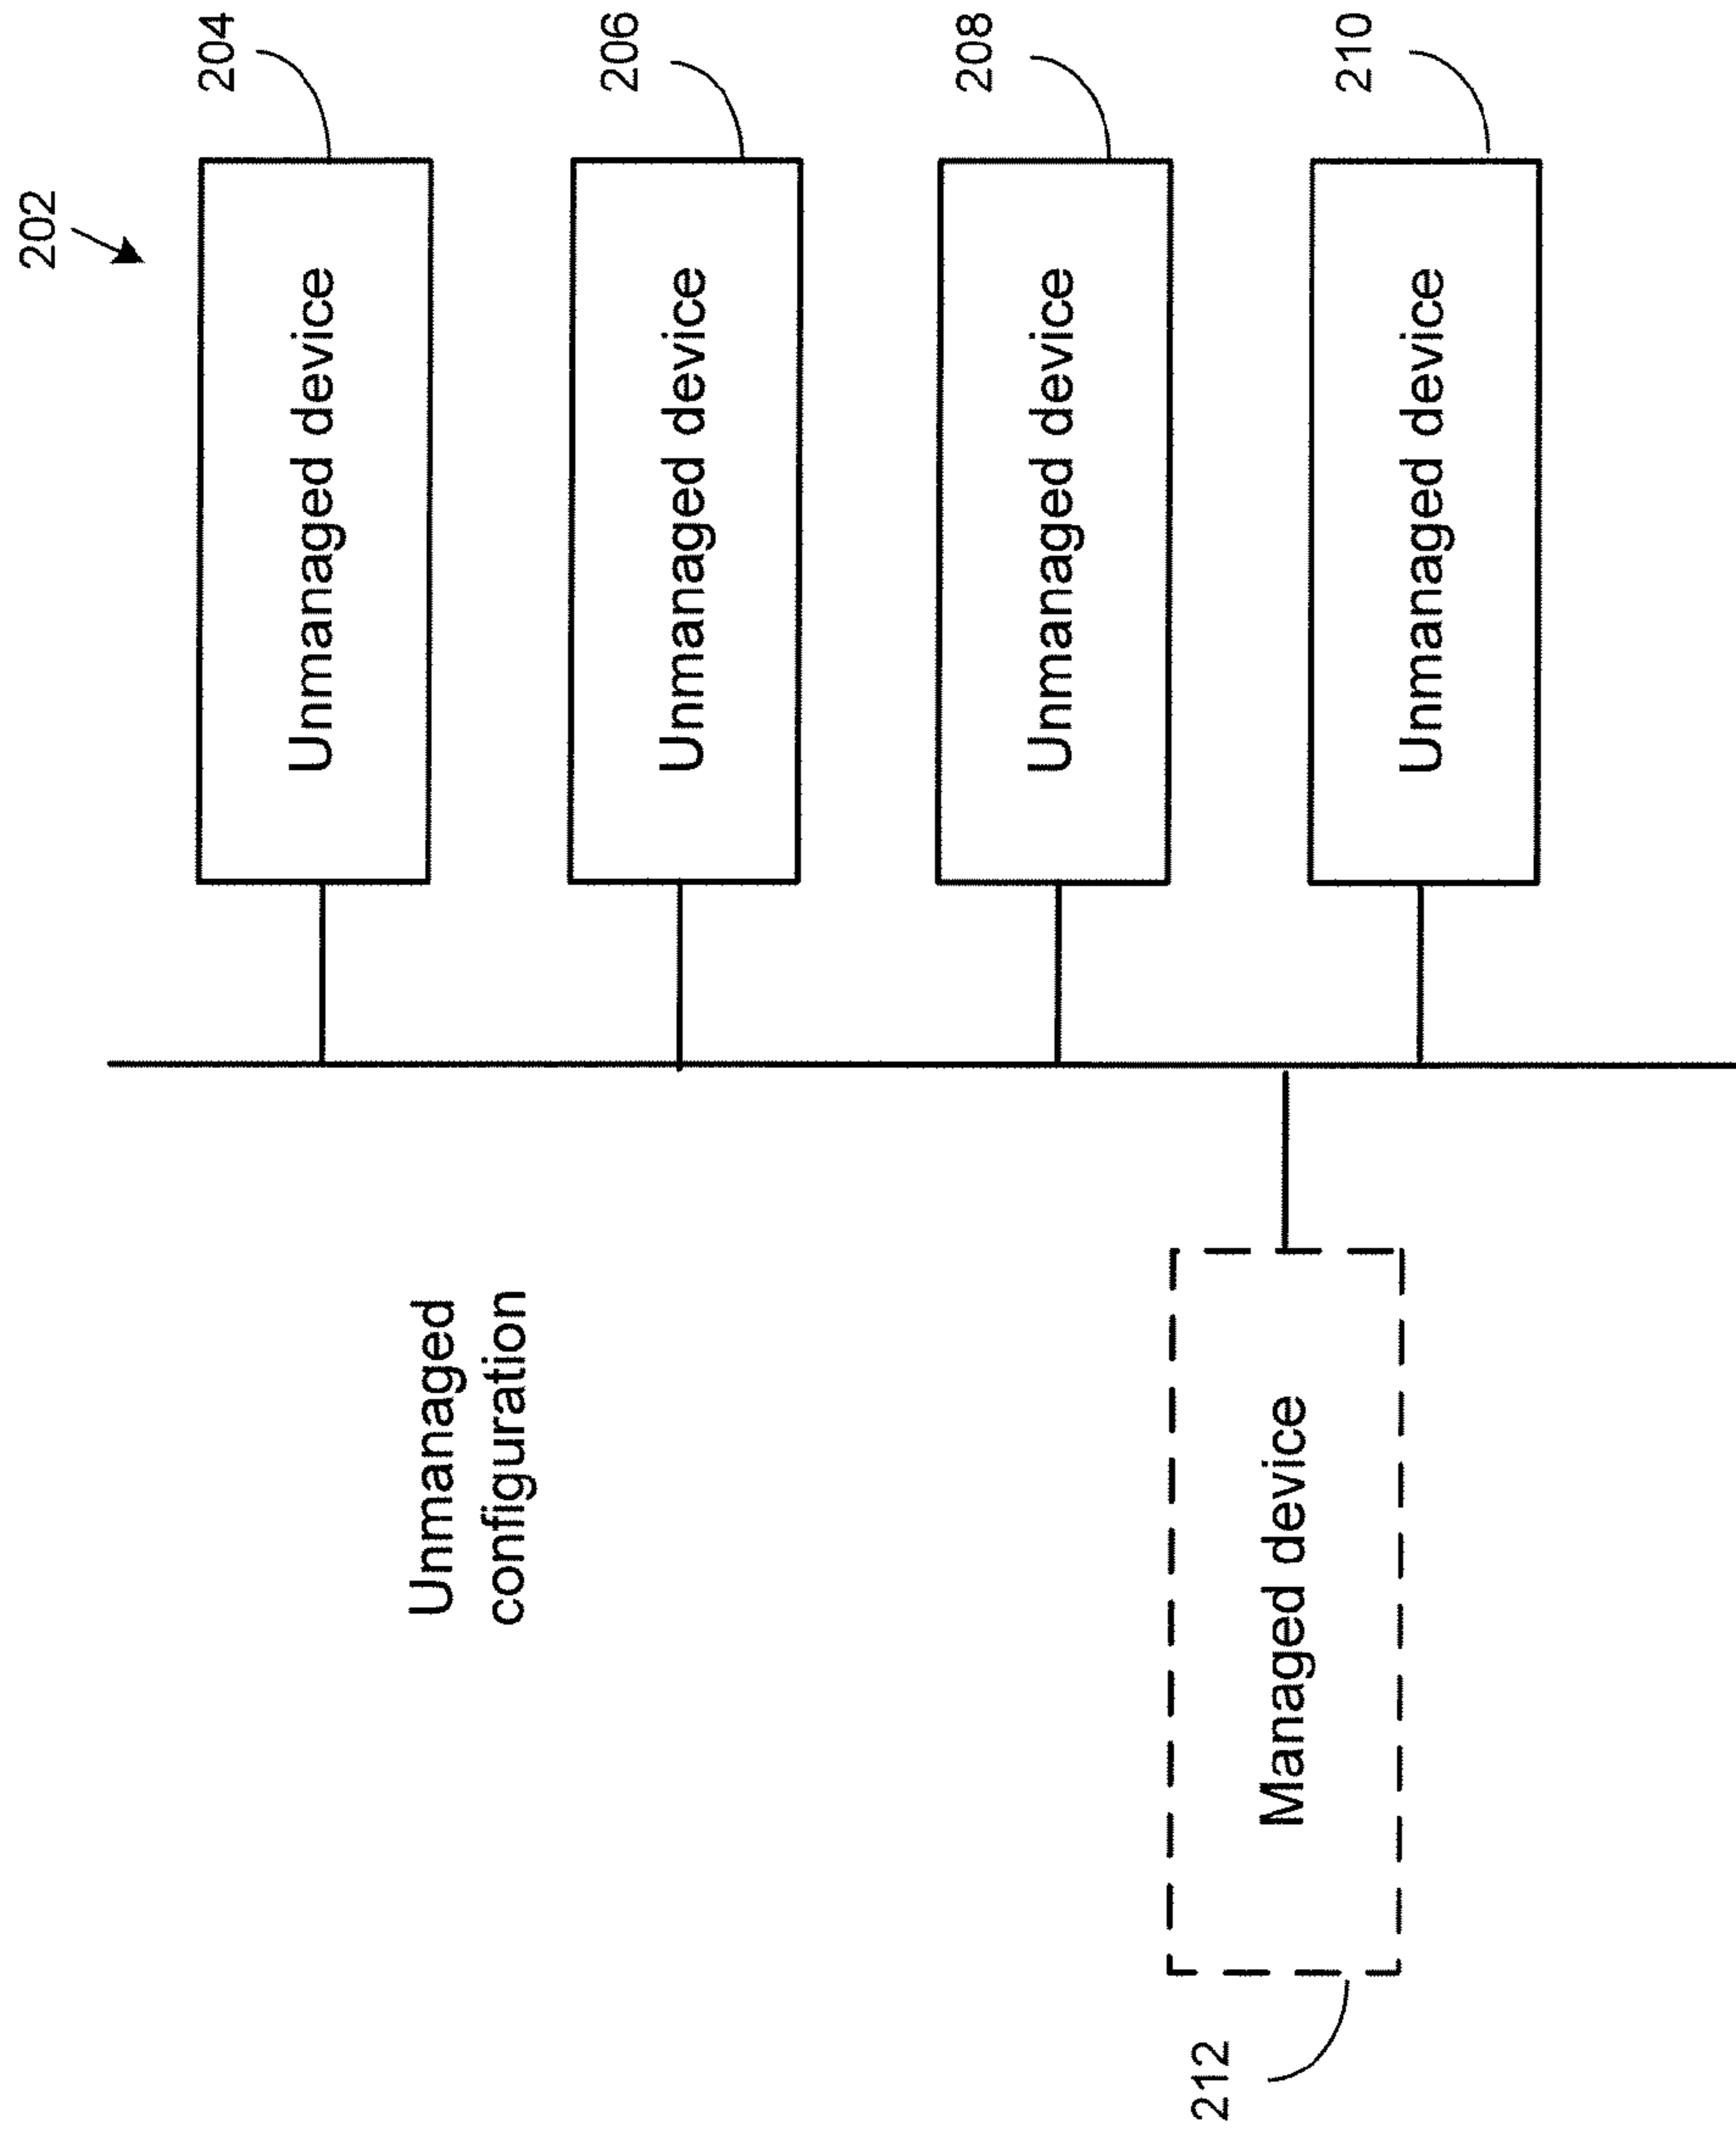 202
204
Unmanaged device
206
Unmanaged device
208
Unmanaged device
210
Unmanaged device
Unmanaged
configuration
Managed device
212